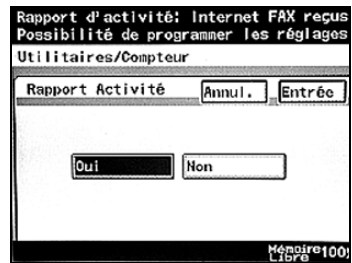 Rapport d'activité: Internet FAX reçus
Possibilité de programmer les réglages
Utilitaires/Compteur
Rapport Activité Annul. Entrée
Oui Non
Mémoire
Libre 100%